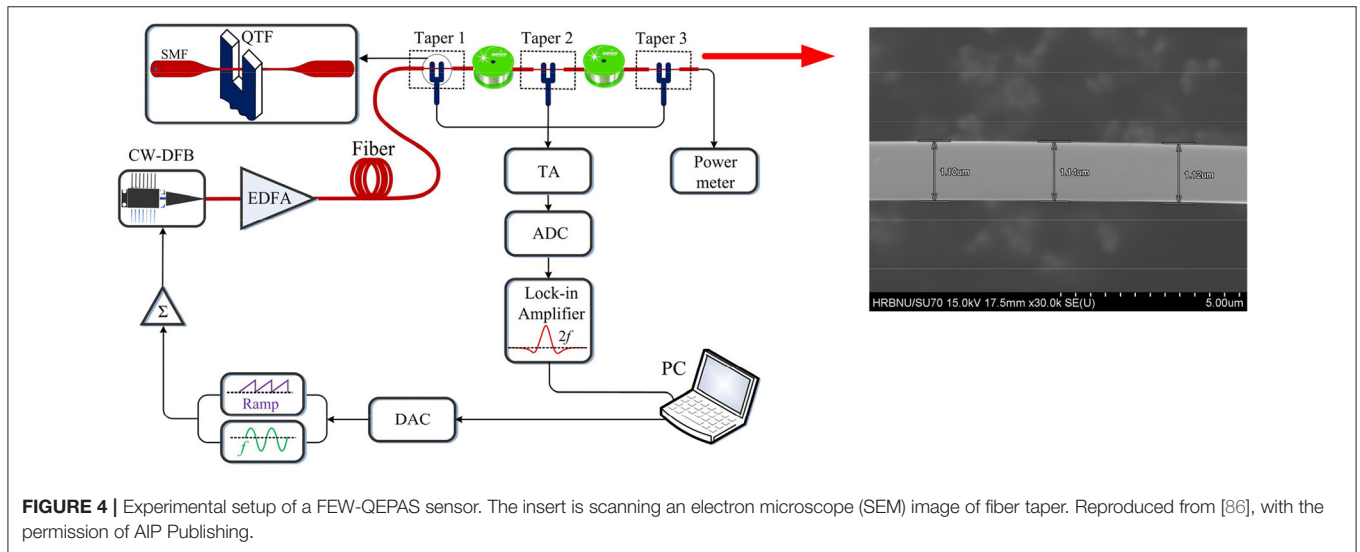 SMF
QTF
Taper 1
Taper 2
Taper 3
CW-DFB
EDFA
Fiber
TA
Power
meter
ADC
Lock-in
Amplifier
2f
Σ
PC
Ramp
f
DAC
1.10um
1.14um
1.12um
HRBNU/SU70 15.0kV 17.5mm x30.0k SE(U)
5.00um
FIGURE 4 | Experimental setup of a FEW-QEPAS sensor. The insert is scanning an electron microscope (SEM) image of fiber taper. Reproduced from [86], with the
permission of AIP Publishing.